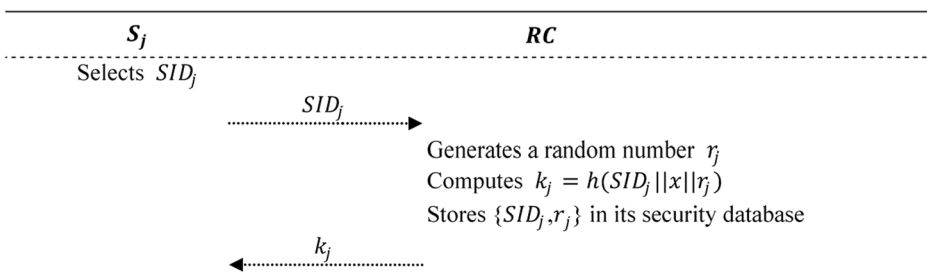 S_j RC
Selects SID_j
SID_j
Generates a random number r_j
Computes k_j = h(SID_j||x||r_j)
Stores {SID_j,r_j} in its security database
k_j